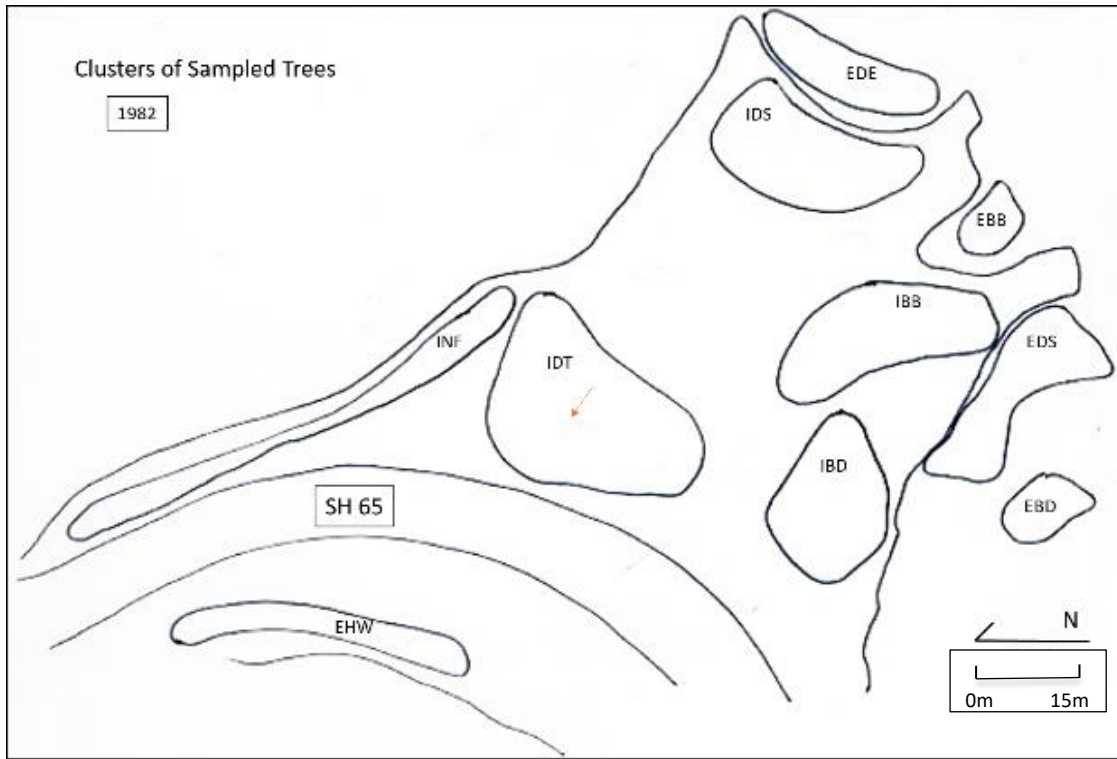 Clusters of Sampled Trees
1982
EDE
IDS
EBB
IBB
EDS
INF
IDT
IBD
EBD
SH 65
EHW
N
0m 15m